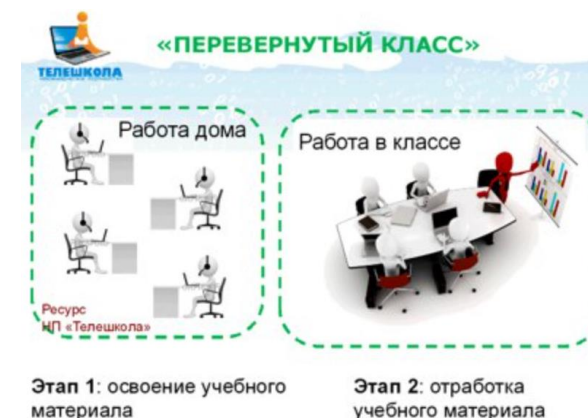 ТЕЛЕШКОЛА
«ПЕРЕВЕРНУТЫЙ КЛАСС»
Работа дома
Ресурс
НП «Телешкола»
Работа в классе
Этап 1: освоение учебного
материала
Этап 2: отработка
учебного материала